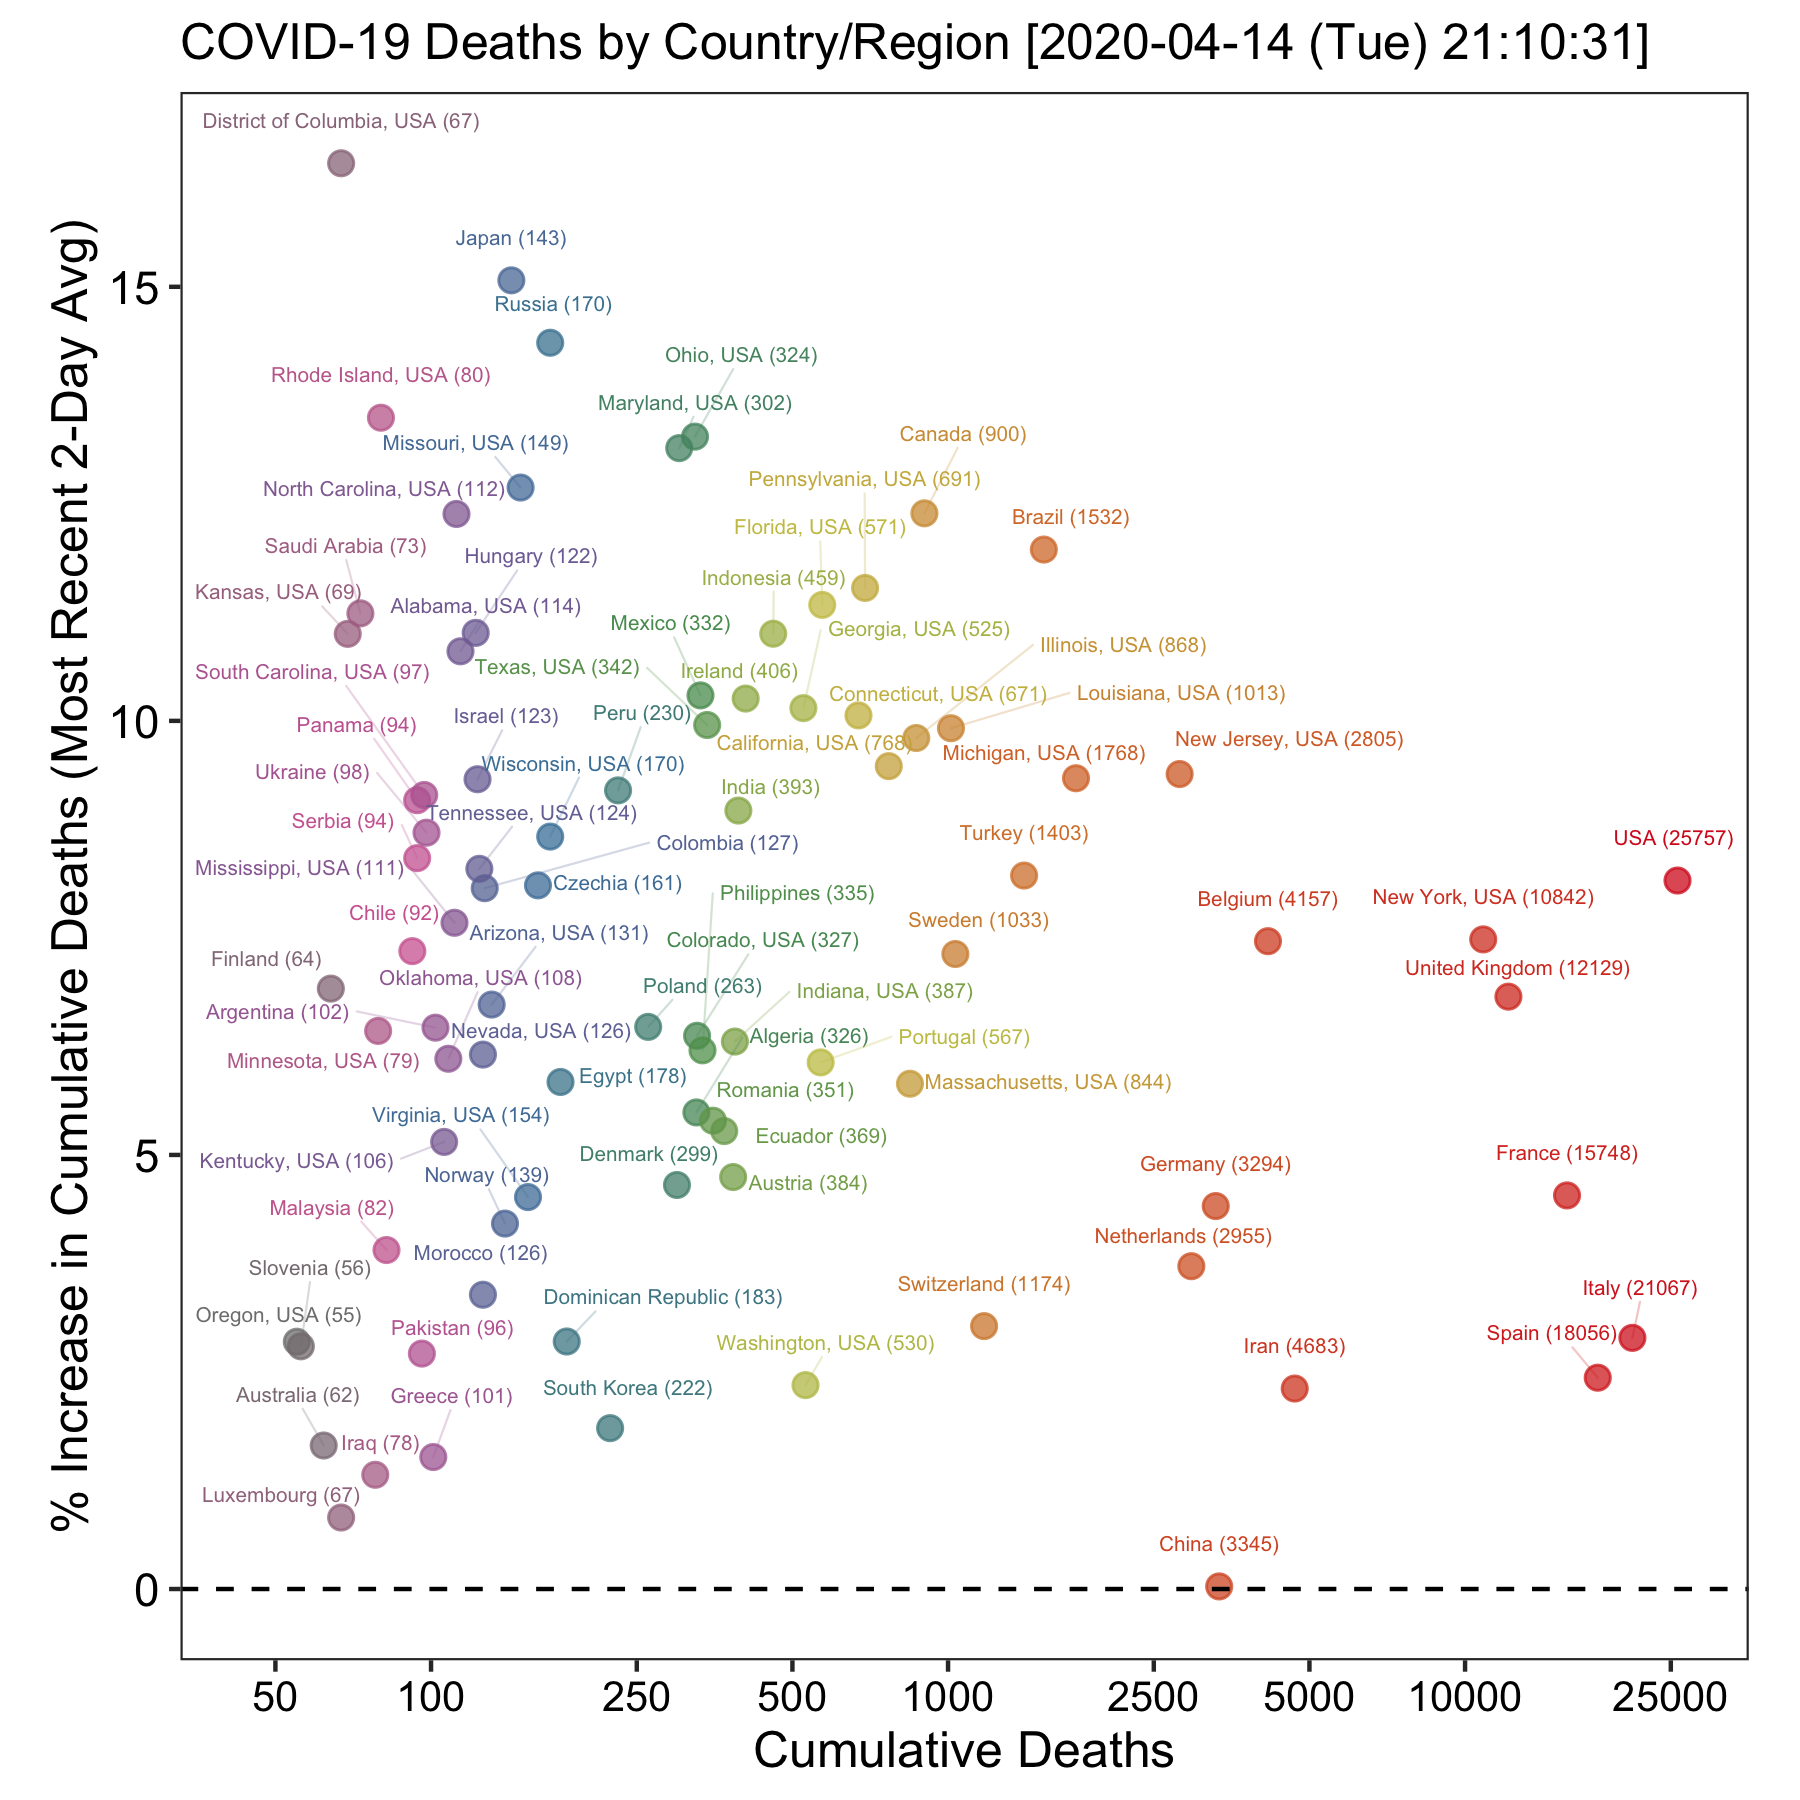 COVID-19 Deaths by Country/Region [2020-04-14 (Tue) 21:10:31]
% Increase in Cumulative Deaths (Most Recent 2-Day Avg)
15
10
5
0
District of Columbia, USA (67)
Japan (143)
Russia (170)
Ohio, USA (324)
Rhode Island, USA (80)
Maryland, USA (302)
Canada (900)
Missouri, USA (149)
Pennsylvania, USA (691)
North Carolina, USA (112)
Brazil (1532)
Florida, USA (571)
Saudi Arabia (73)
Hungary (122)
Indonesia (459)
Kansas, USA (69)
Alabama, USA (114)
Mexico (332)
Georgia, USA (525)
Illinois, USA (868)
Texas, USA (342)
Ireland (406)
South Carolina, USA (97)
Connecticut, USA (671)
Louisiana, USA (1013)
Peru (230)
Israel (123)
Panama (94)
New Jersey, USA (2805)
California, USA (768)
Michigan, USA (1768)
Wisconsin, USA (170)
Ukraine (98)
India (393)
Tennessee, USA (124)
Serbia (94)
Turkey (1403)
USA (25757)
Colombia (127)
Mississippi, USA (111)
Czechia (161)
Philippines (335)
New York, USA (10842)
Belgium (4157)
Chile (92)
Sweden (1033)
Arizona, USA (131)
Colorado, USA (327)
Finland (64)
United Kingdom (12129)
Oklahoma, USA (108)
Poland (263)
Indiana, USA (387)
Argentina (102)
Nevada, USA (126)
Algeria (326)
Portugal (567)
Minnesota, USA (79)
Egypt (178)
Massachusetts, USA (844)
Romania (351)
Virginia, USA (154)
Ecuador (369)
Denmark (299)
France (15748)
Kentucky, USA (106)
Germany (3294)
Norway (139)
Austria (384)
Malaysia (82)
Netherlands (2955)
Morocco (126)
Slovenia (56)
Switzerland (1174)
Italy (21067)
Dominican Republic (183)
Oregon, USA (55)
Pakistan (96)
Spain (18056)
Washington, USA (530)
Iran (4683)
South Korea (222)
Australia (62)
Greece (101)
Iraq (78)
Luxembourg (67)
China (3345)
50 100 250 500 1000 2500 5000 10000 25000
Cumulative Deaths